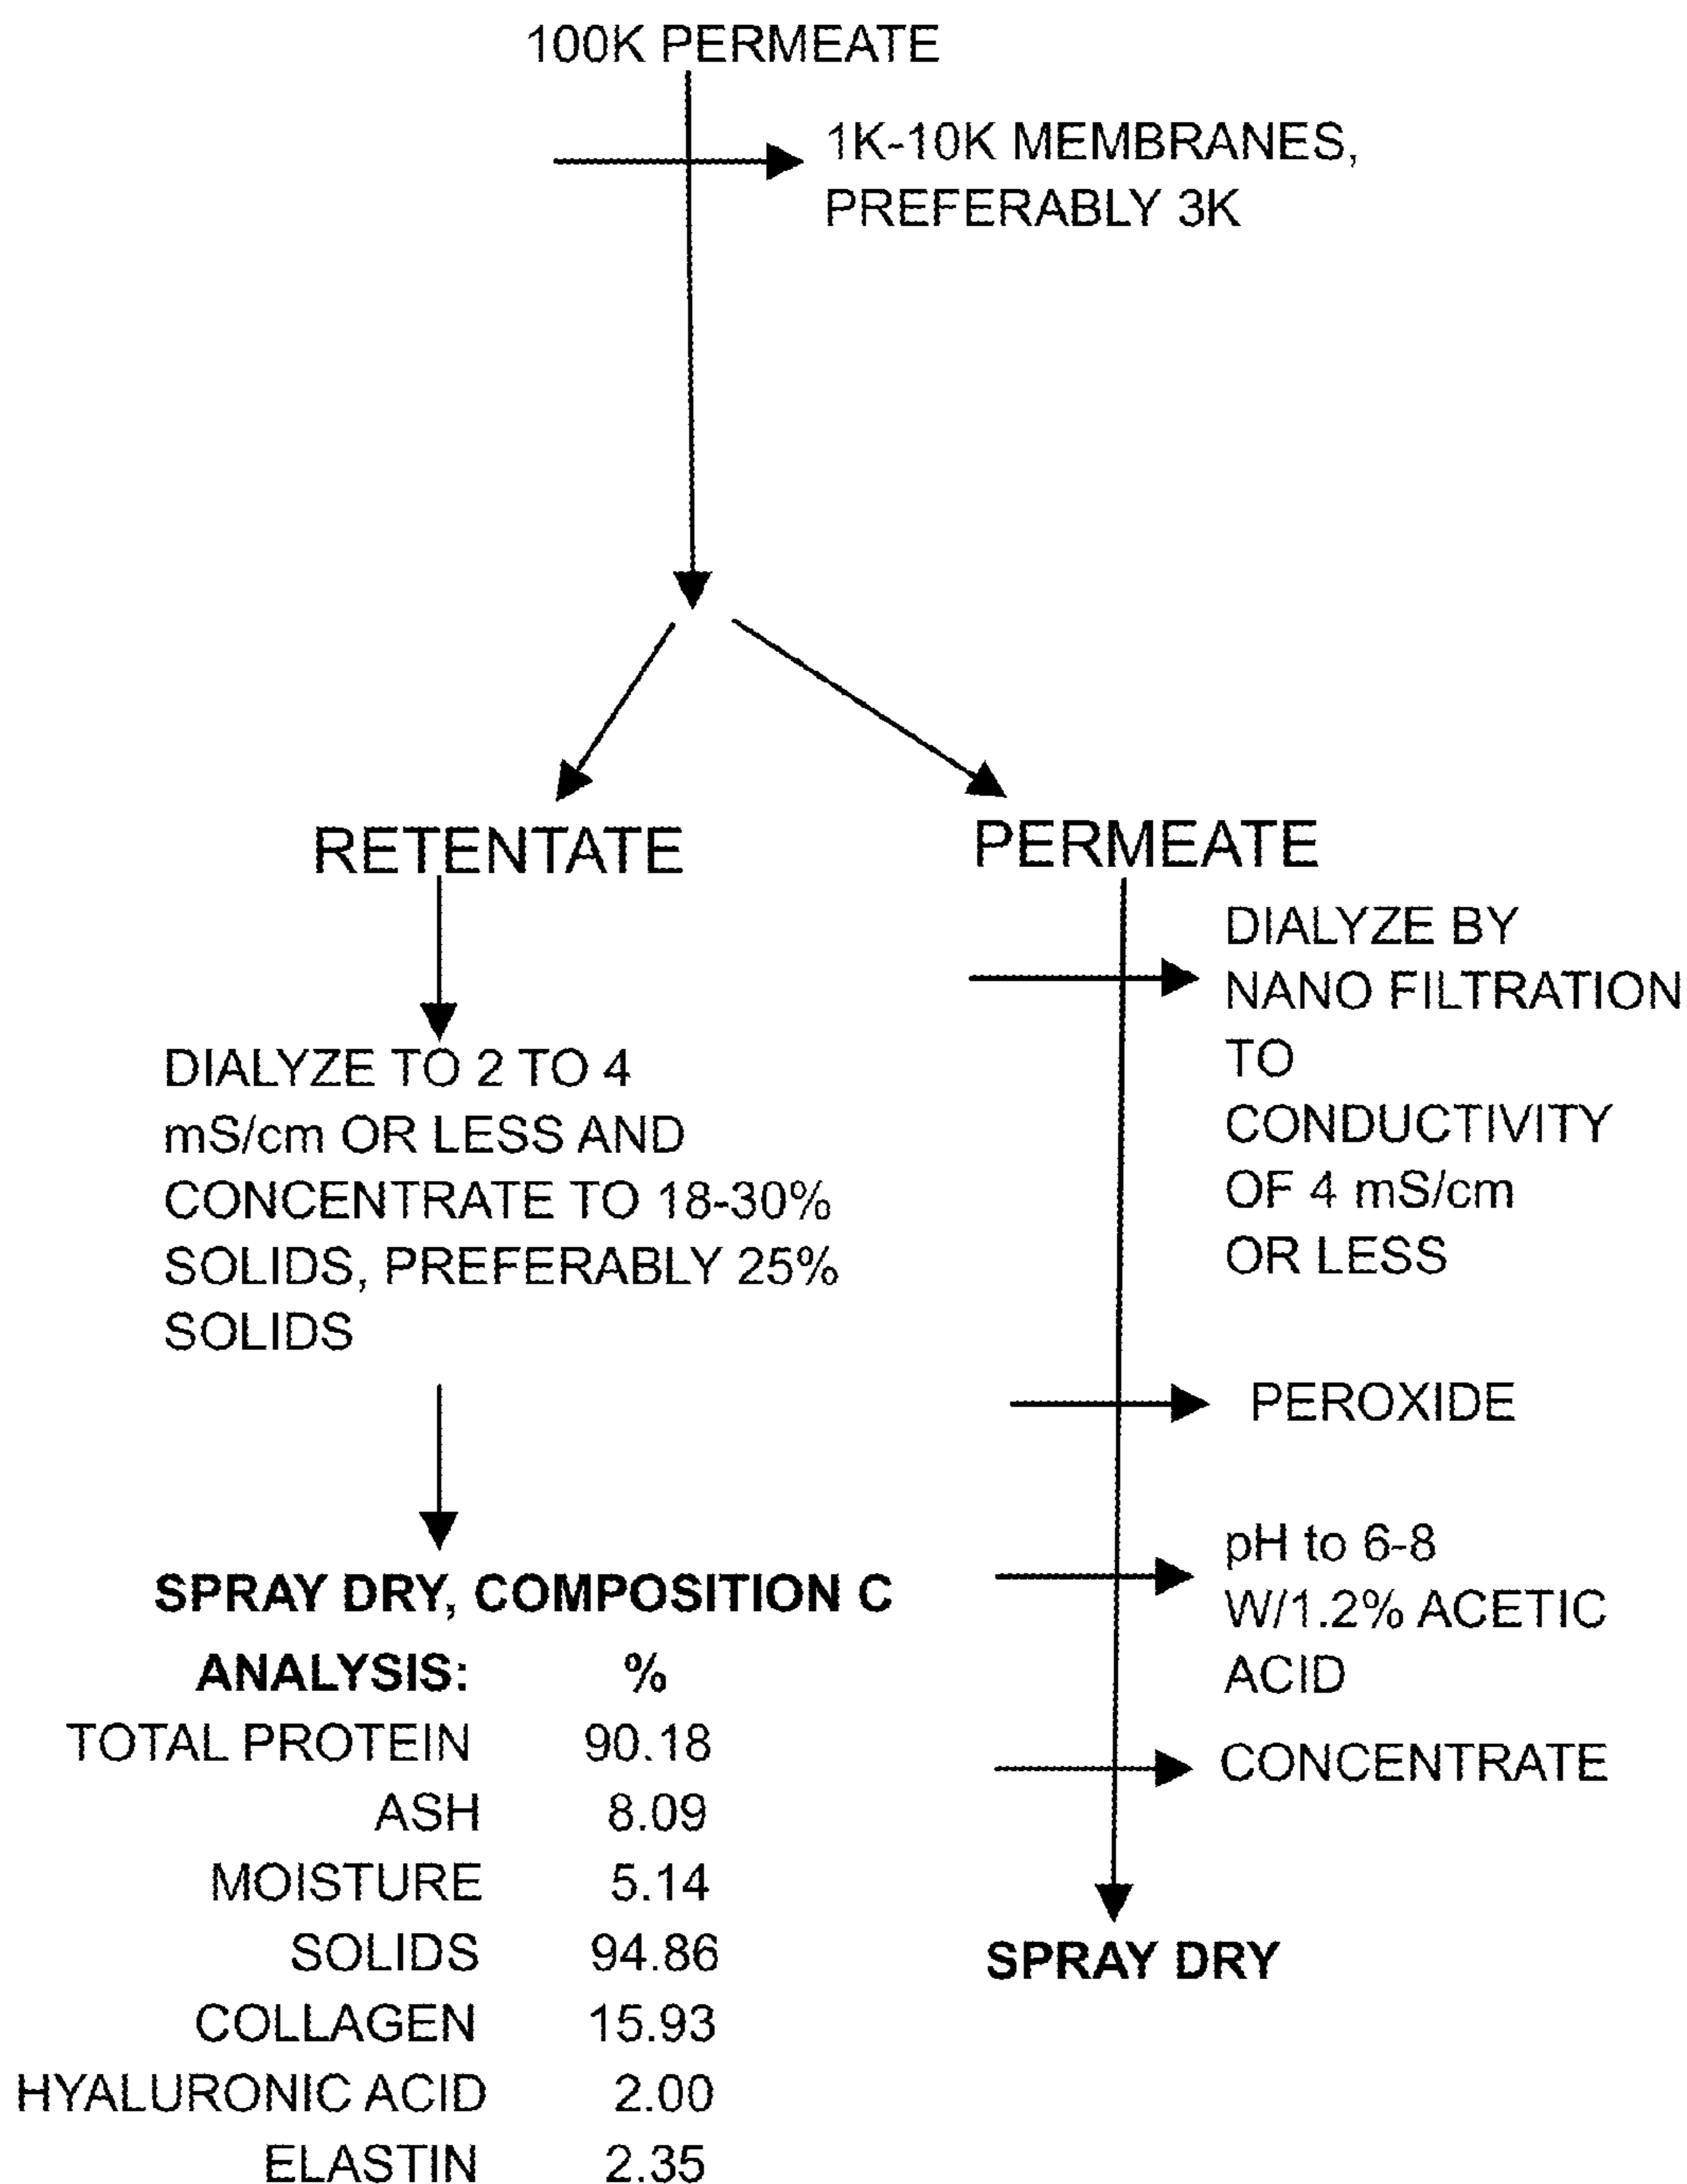 100K PERMEATE
1K-10K MEMBRANES,
PREFERABLY 3K
RETENTATE
DIALYZE TO 2 TO 4
mS/cm OR LESS AND
CONCENTRATE TO 18-30%
SOLIDS, PREFERABLY 25%
SOLIDS
SPRAY DRY, COMPOSITION C
ANALYSIS: %
TOTAL PROTEIN 90.18
ASH 8.09
MOISTURE 5.14
SOLIDS 94.86
COLLAGEN 15.93
HYALURONIC ACID 2.00
ELASTIN 2.35
PERMEATE
DIALYZE BY
NANO FILTRATION
TO
CONDUCTIVITY
OF 4 mS/cm
OR LESS
PEROXIDE
pH to 6-8
W/1.2% ACETIC
ACID
CONCENTRATE
SPRAY DRY